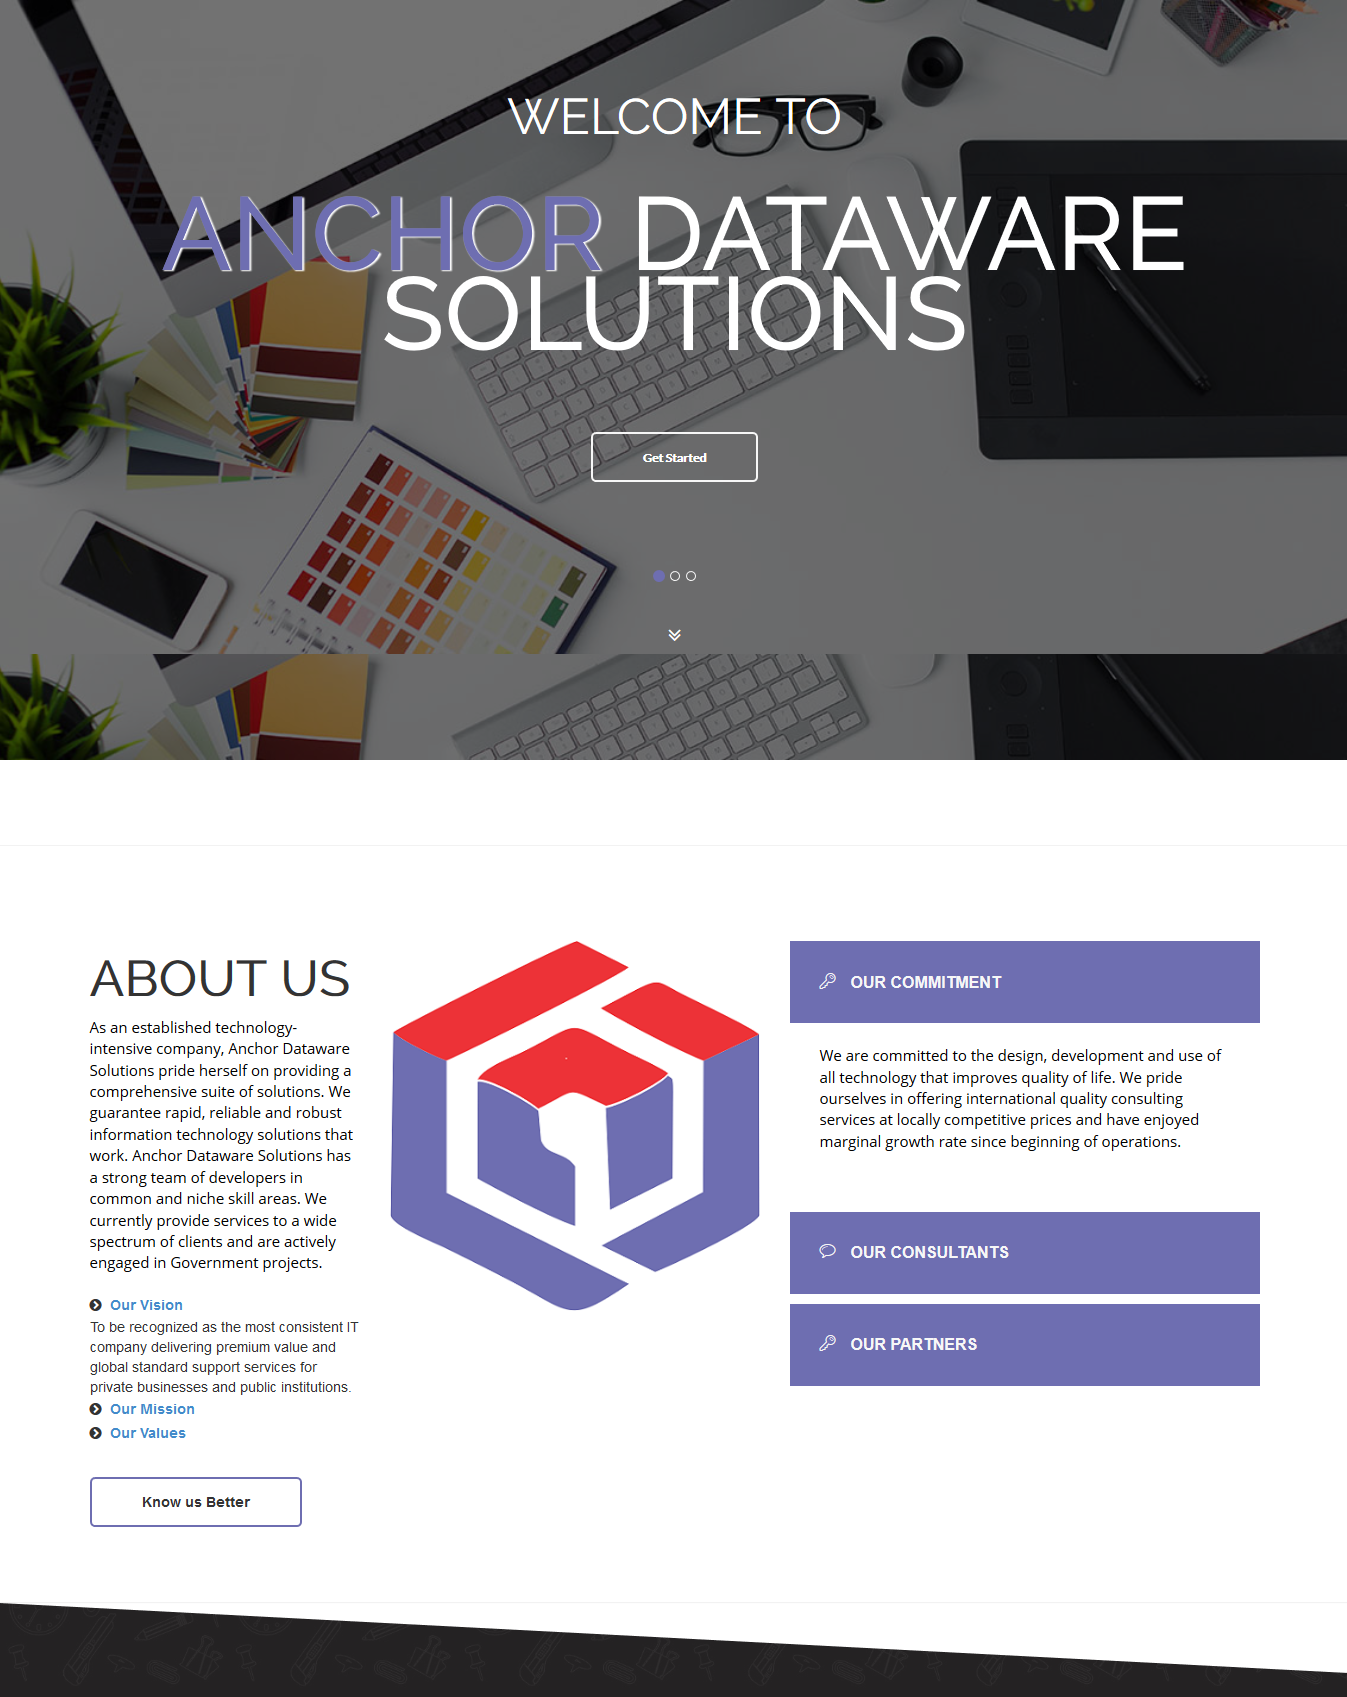 WELCOME TO
ANCHOR DATAWARE
SOLUTIONS
Get Started
ABOUT US
As an established technology-
intensive company, Anchor Dataware
Solutions pride herself on providing a
comprehensive suite of solutions. We
guarantee rapid, reliable and robust
information technology solutions that
work. Anchor Dataware Solutions has
a strong team of developers in
common and niche skill areas. We
currently provide services to a wide
spectrum of clients and are actively
engaged in Government projects.
Our Vision
To be recognized as the most consistent IT
company delivering premium value and
global standard support services for
private businesses and public institutions.
Our Mission
Our Values
Know us Better
OUR COMMITMENT
We are committed to the design, development and use of
all technology that improves quality of life. We pride
ourselves in offering international quality consulting
services at locally competitive prices and have enjoyed
marginal growth rate since beginning of operations.
OUR CONSULTANTS
OUR PARTNERS